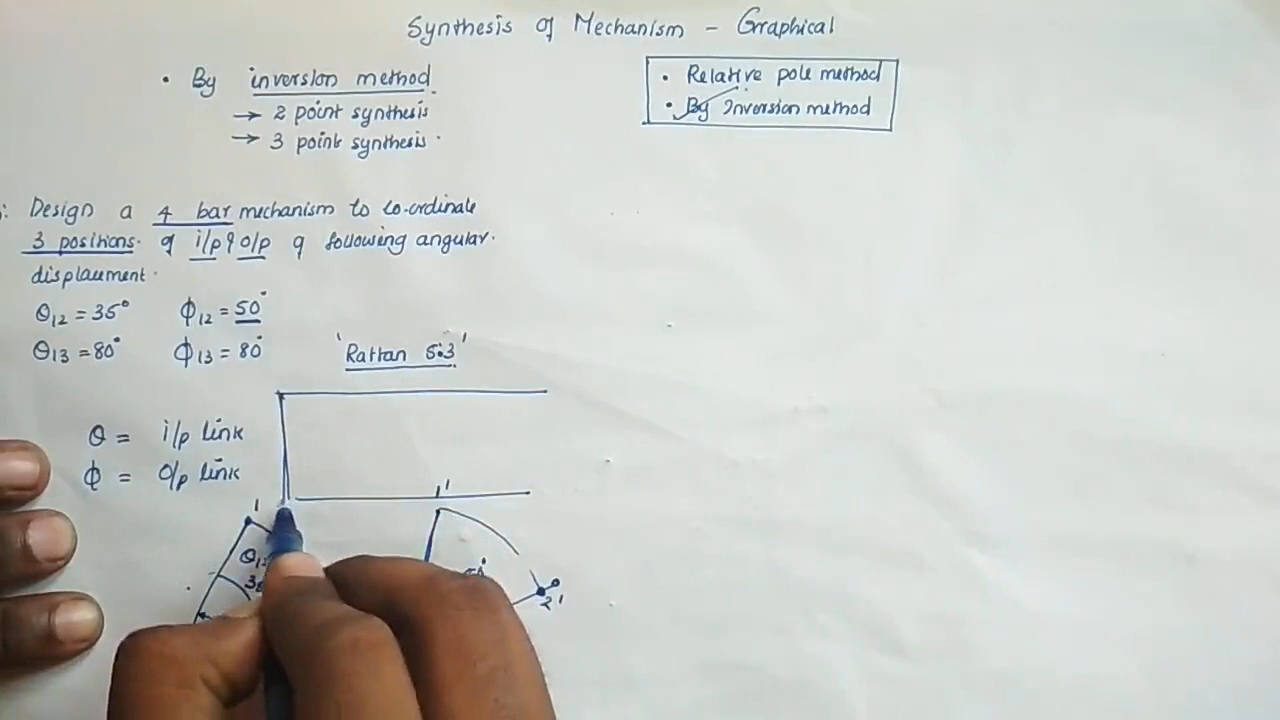 Synthesis of Mechanism - Graphical
• By inversion method.
→ 2 point synthesis
→ 3 point synthesis.
• Relative pole method
• By Inversion method
Design a 4 bar mechanism to co-ordinate
3 positions. of i/p & o/p of following angular.
displacement.
θ12 = 35° ϕ12 = 50°
θ13 = 80° ϕ13 = 80°
'Rattan 5.3'
θ = i/p link
ϕ = o/p link
1'
1
2'